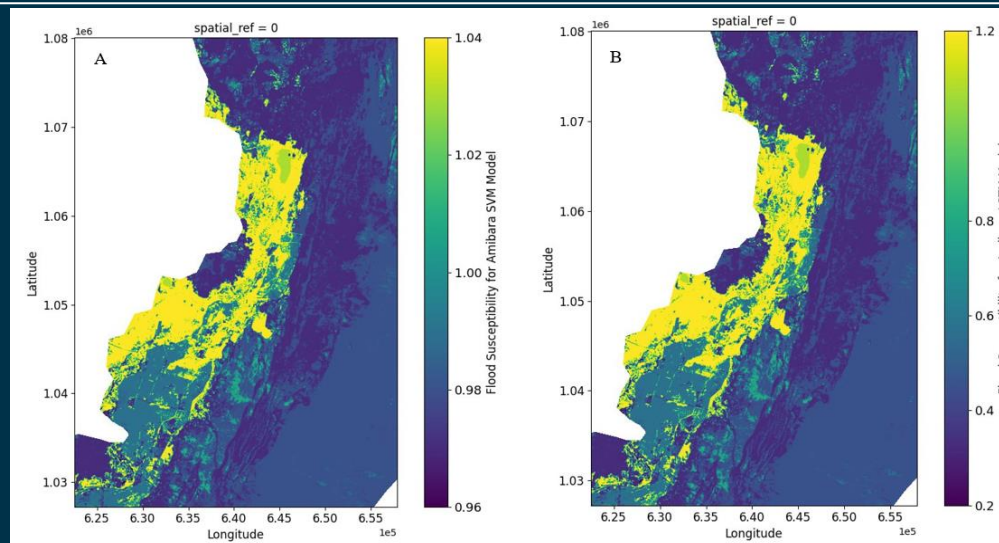 spatial_ref = 0
1e6
A
1.08
1.07
1.06
1.05
1.04
1.03
Latitude
6.25 6.30 6.35 6.40 6.45 6.50 6.55
1e5
Longitude
1.04
1.02
1.00
0.98
0.96
Flood Susceptibility for Amibara SVM Model
spatial_ref = 0
1e6
B
1.08
1.07
1.06
1.05
1.04
1.03
Latitude
6.25 6.30 6.35 6.40 6.45 6.50 6.55
1e5
Longitude
1.2
1.0
0.8
0.6
0.4
0.2